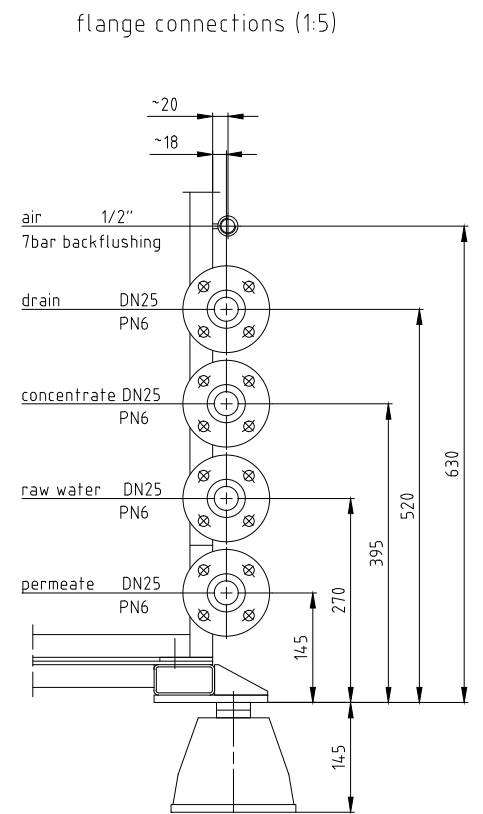 flange connections (1:5)
~20
~18
air 1/2"
7bar backflushing
drain DN25
PN6
concentrate DN25
PN6
raw water DN25
PN6
permeate DN25
PN6
630
520
395
270
145
145